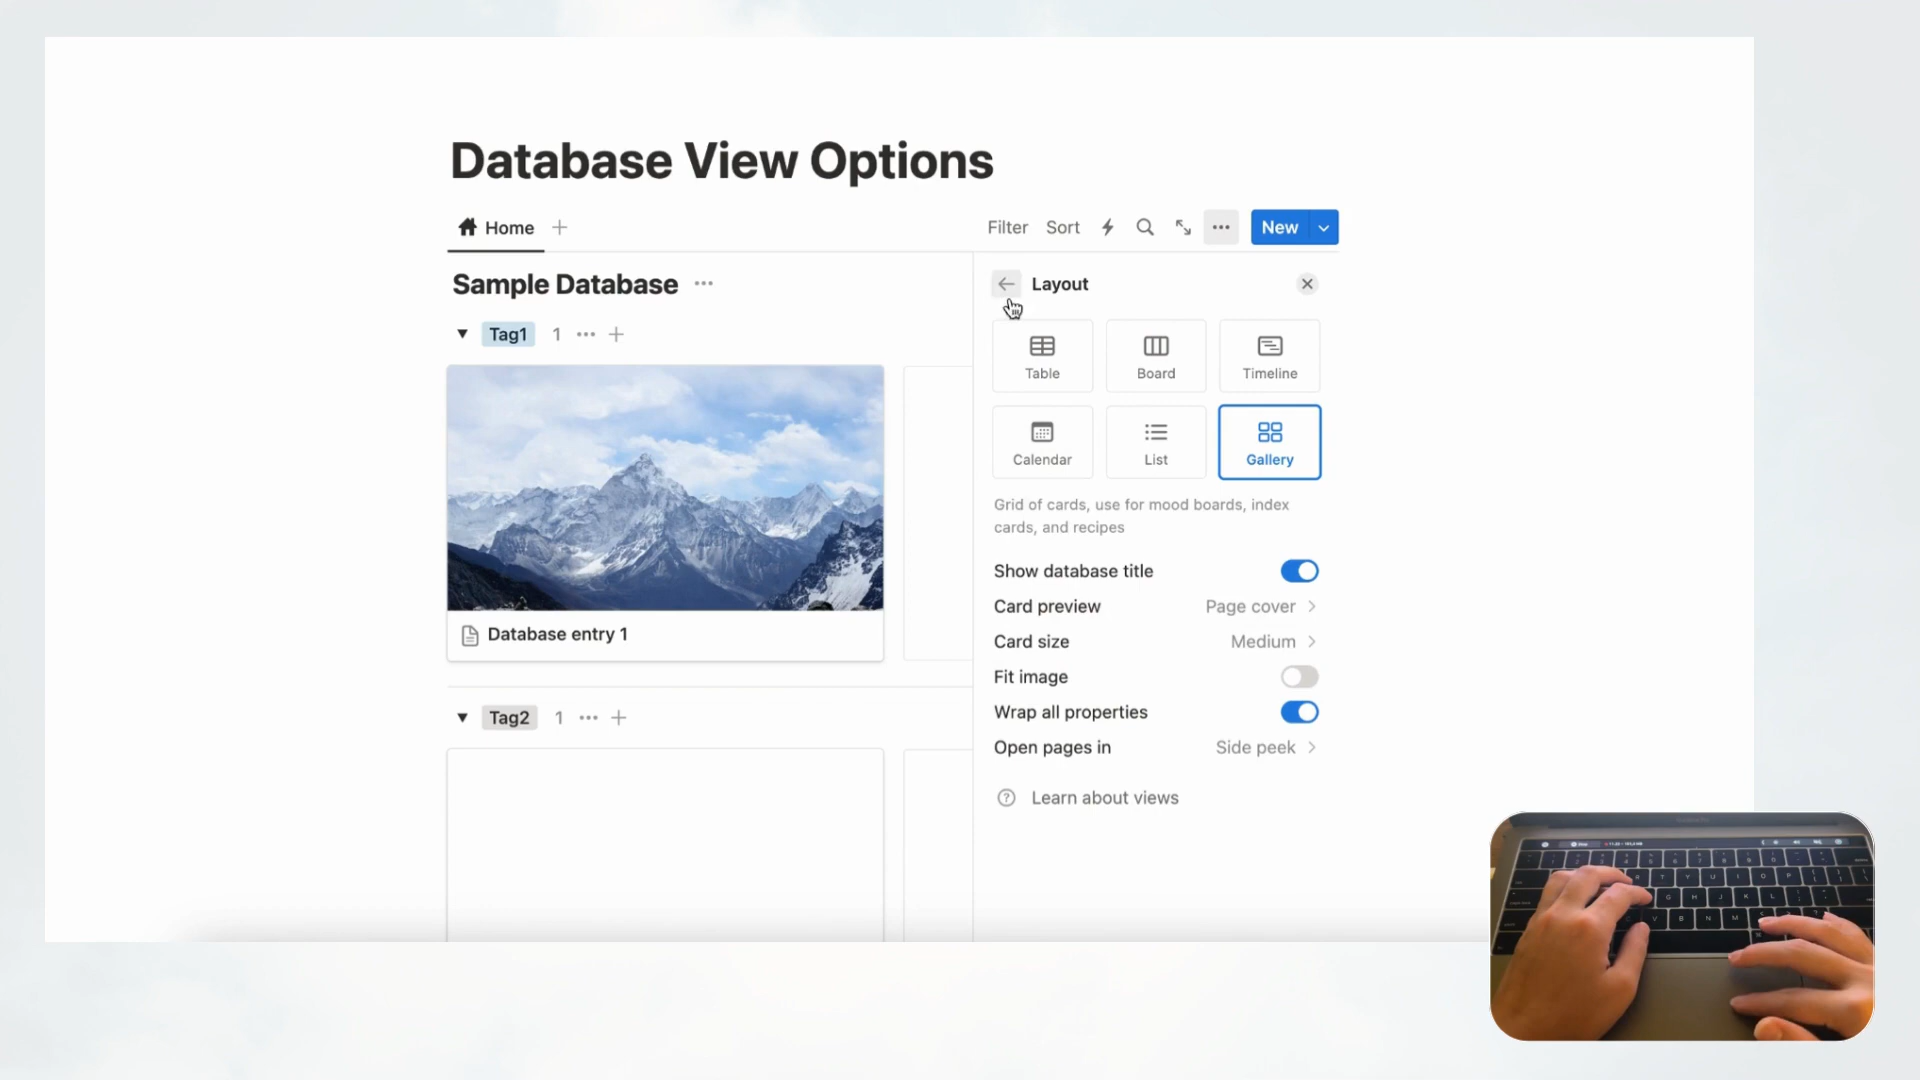 Database View Options
Home
Filter Sort New
Sample Database
Layout
Tag1 1
Table Board Timeline
Calendar List Gallery
Grid of cards, use for mood boards, index
cards, and recipes
Show database title
Card preview Page cover
Database entry 1
Card size Medium
Fit image
Wrap all properties
Tag2 1
Open pages in Side peek
Learn about views